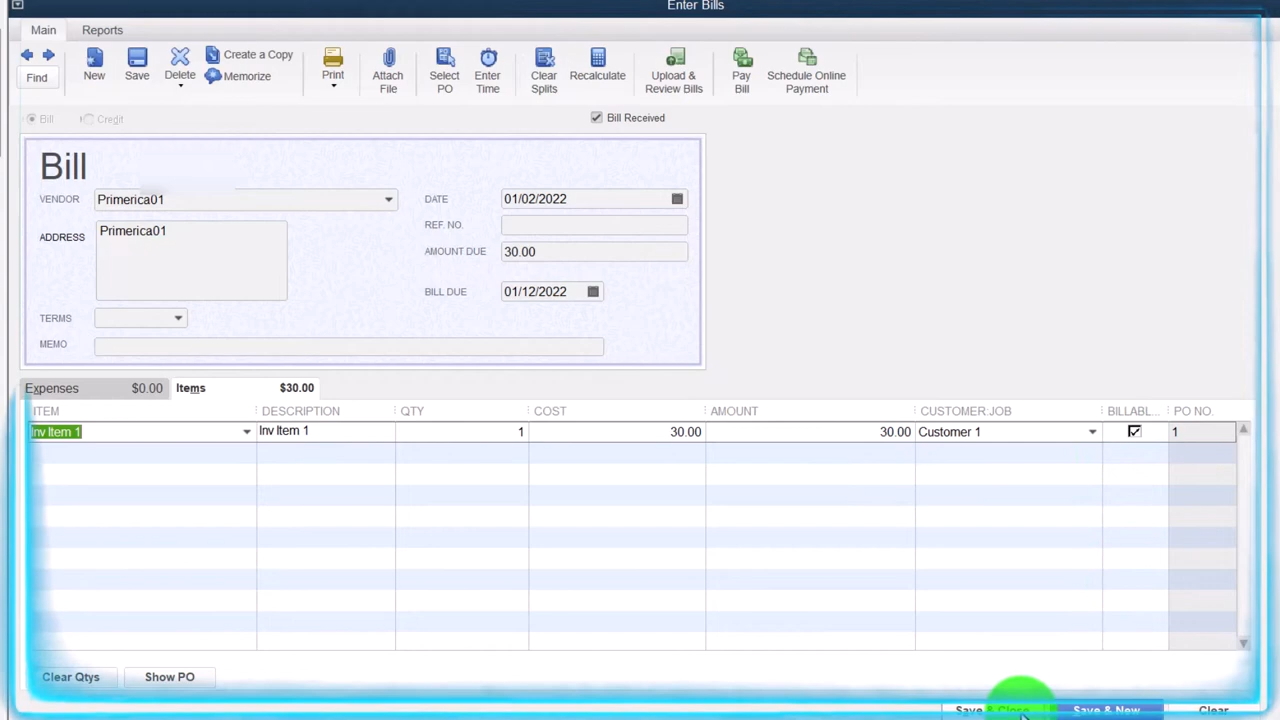 Enter Bills
Main Reports
Find
New
Save
Delete
Create a Copy
Memorize
Print
Attach File
Select PO
Enter Time
Clear Splits
Recalculate
Upload & Review Bills
Pay Bill
Schedule Online Payment
Bill Credit
Bill Received
Bill
VENDOR Primerica01
ADDRESS Primerica01
TERMS
MEMO
DATE 01/02/2022
REF. NO.
AMOUNT DUE 30.00
BILL DUE 01/12/2022
Expenses $0.00 Items $30.00
ITEM DESCRIPTION QTY COST AMOUNT CUSTOMER:JOB BILLABL... PO NO.
Inv Item 1 Inv Item 1 1 30.00 30.00 Customer 1 1
Clear Qtys Show PO
Save & Close Save & New Clear